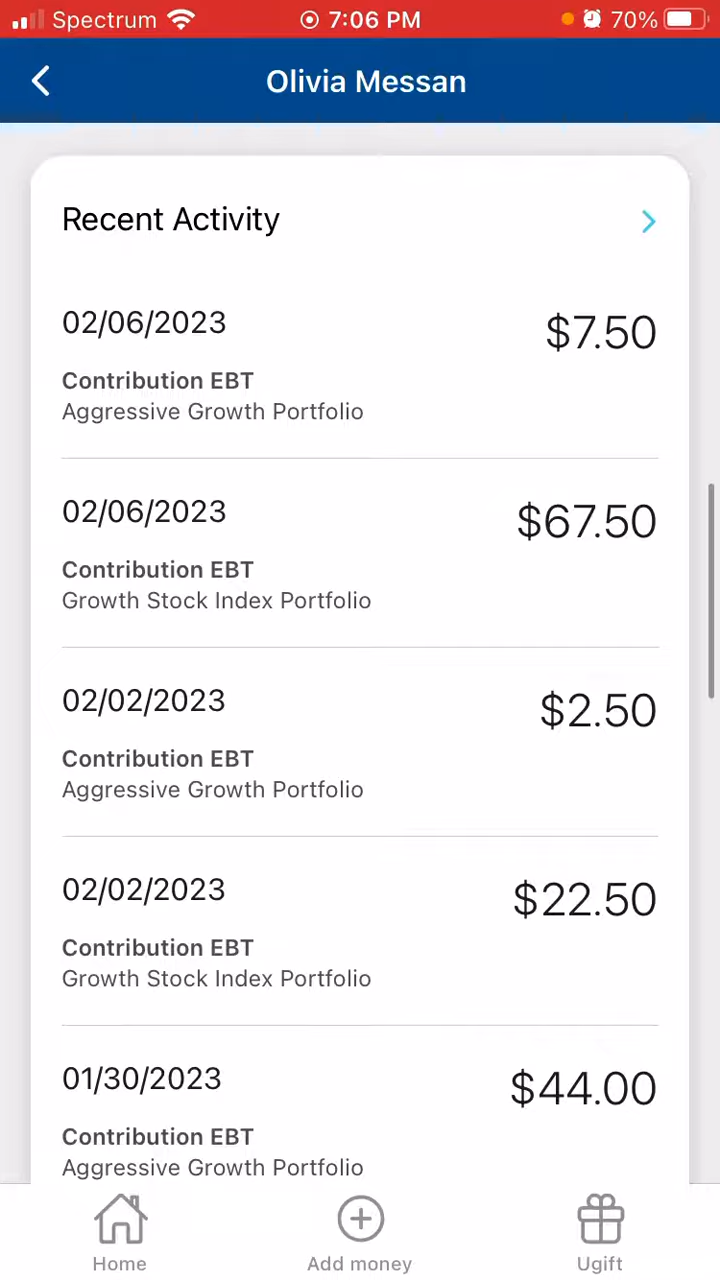 Spectrum 7:06 PM 70%
Olivia Messan
Recent Activity
02/06/2023 $7.50
Contribution EBT
Aggressive Growth Portfolio
02/06/2023 $67.50
Contribution EBT
Growth Stock Index Portfolio
02/02/2023 $2.50
Contribution EBT
Aggressive Growth Portfolio
02/02/2023 $22.50
Contribution EBT
Growth Stock Index Portfolio
01/30/2023 $44.00
Contribution EBT
Aggressive Growth Portfolio
Home Add money Ugift